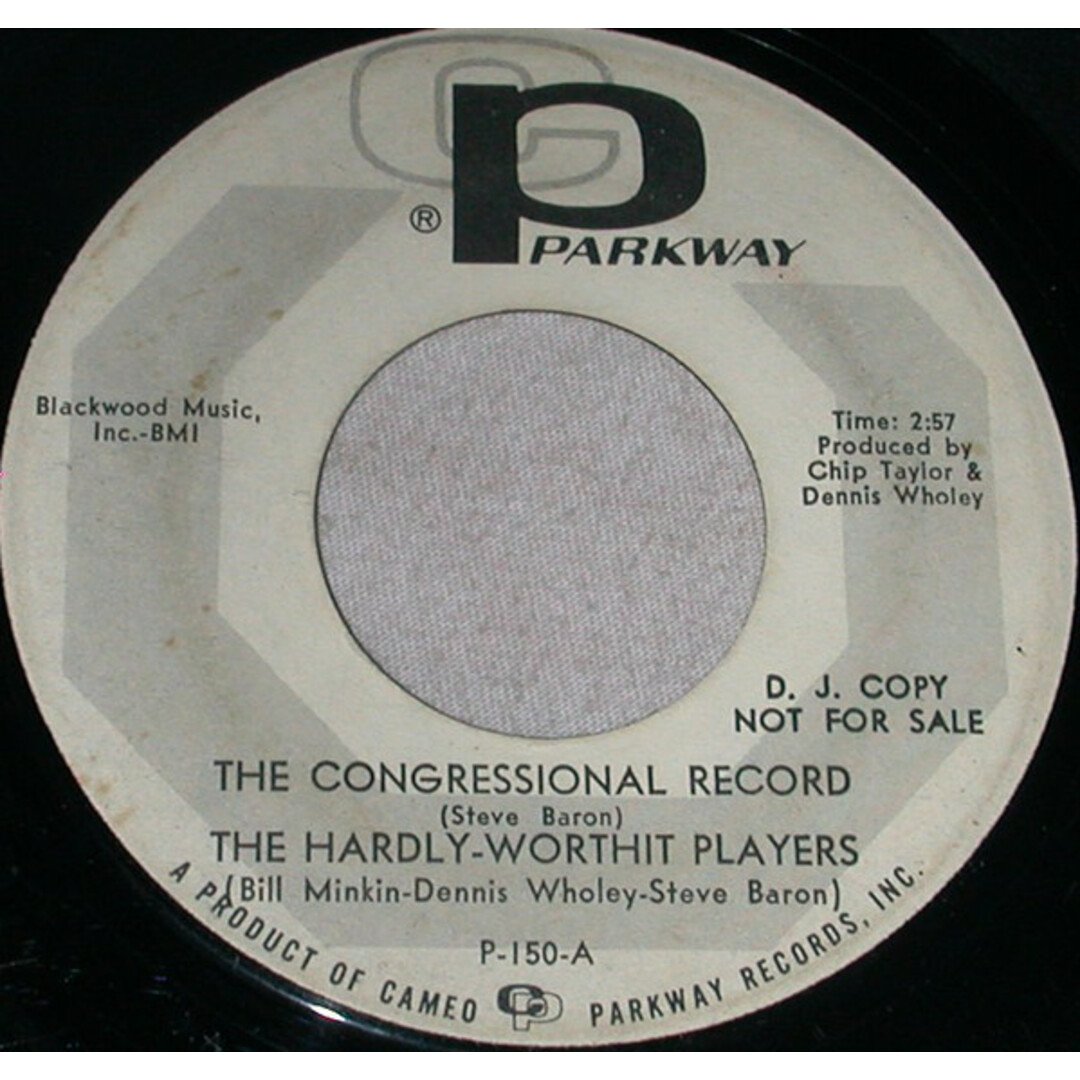 C
P
® PARKWAY
Blackwood Music,
Inc.-BMI
Time: 2:57
Produced by
Chip Taylor &
Dennis Wholey
D. J. COPY
NOT FOR SALE
THE CONGRESSIONAL RECORD
(Steve Baron)
THE HARDLY-WORTHIT PLAYERS
(Bill Minkin-Dennis Wholey-Steve Baron)
P-150-A
A PRODUCT OF CAMEO CP PARKWAY RECORDS, INC.